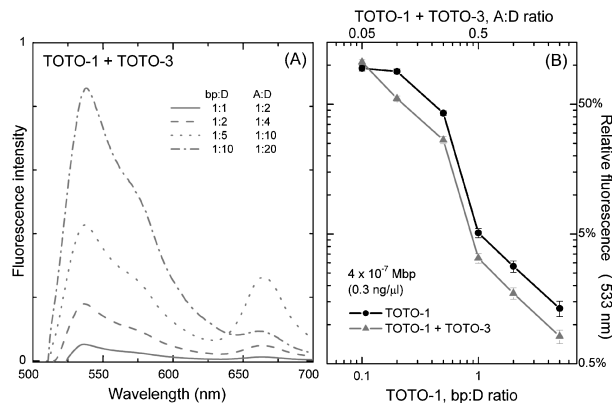 TOTO-1 + TOTO-3, A:D ratio
0.05 0.5
1
TOTO-1 + TOTO-3 (A)
bp:D A:D
1:1 1:2
1:2 1:4
1:5 1:10
1:10 1:20
Fluorescence intensity
0
500 550 600 650 700
Wavelength (nm)
(B)
50%
5%
0.5%
Relative fluorescence (533 nm)
4 x 10⁻⁷ Mbp
(0.3 ng/µl)
TOTO-1
TOTO-1 + TOTO-3
0.1 1
TOTO-1, bp:D ratio